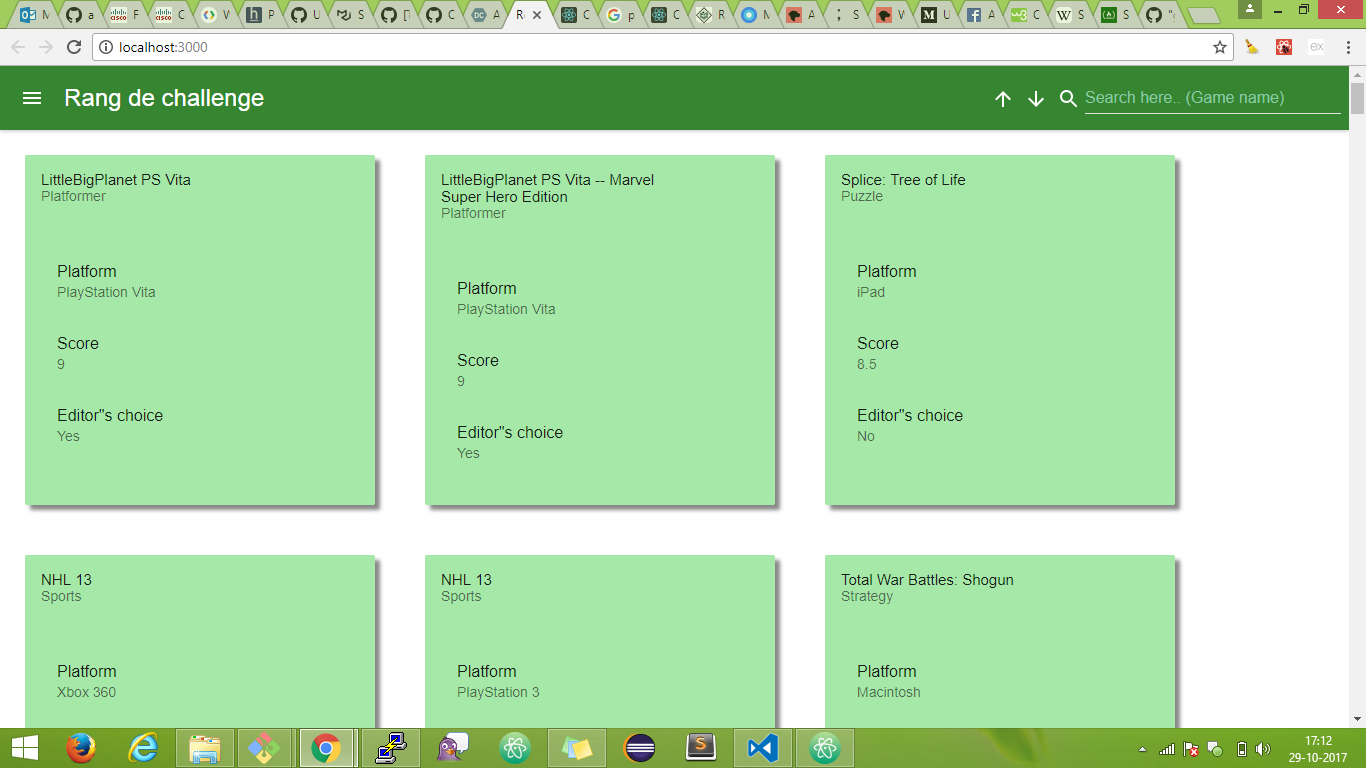 localhost:3000
Rang de challenge
Search here.. (Game name)
LittleBigPlanet PS Vita
Platformer
Platform
PlayStation Vita
Score
9
Editor"s choice
Yes
LittleBigPlanet PS Vita -- Marvel
Super Hero Edition
Platformer
Platform
PlayStation Vita
Score
9
Editor"s choice
Yes
Splice: Tree of Life
Puzzle
Platform
iPad
Score
8.5
Editor"s choice
No
NHL 13
Sports
Platform
Xbox 360
NHL 13
Sports
Platform
PlayStation 3
Total War Battles: Shogun
Strategy
Platform
Macintosh
17:12
29-10-2017